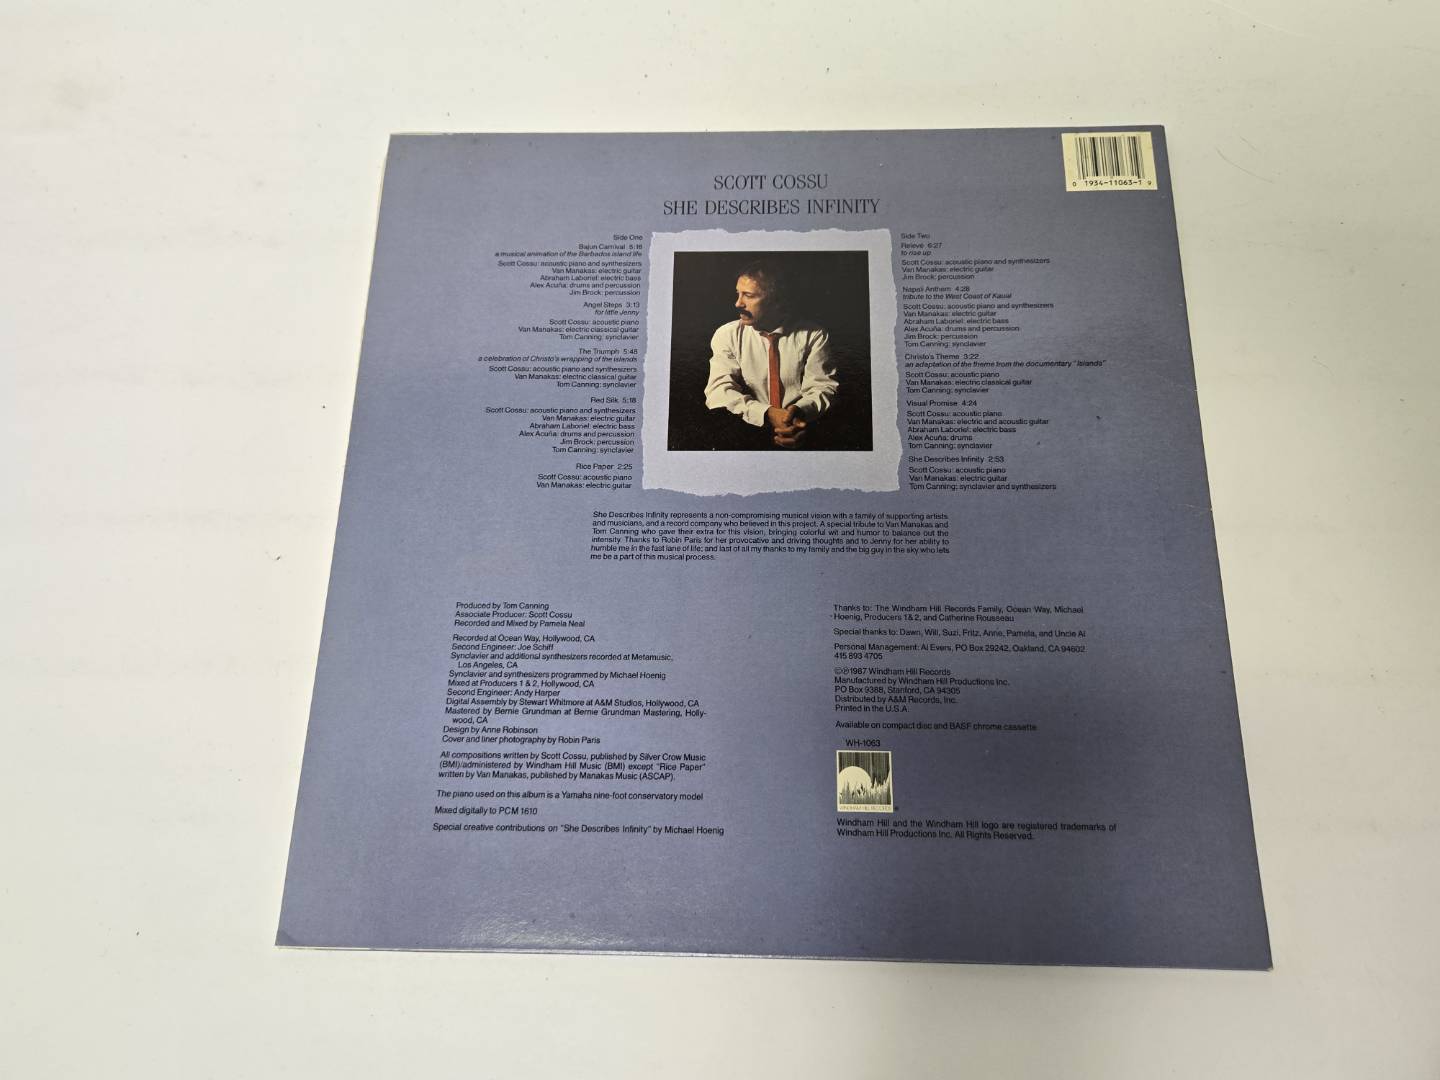 0 1934-11063-1 9
SCOTT COSSU
SHE DESCRIBES INFINITY
Side One
Bajun Carnival 5:16
a musical animation of the Barbados island life
Scott Cossu: acoustic piano and synthesizers
Van Manakas: electric guitar
Abraham Laboriel: electric bass
Alex Acuña: drums and percussion
Jim Brock: percussion
Angel Steps 3:13
for little Jenny
Scott Cossu: acoustic piano
Van Manakas: electric classical guitar
Tom Canning: synclavier
The Triumph 5:48
a celebration of Christo's wrapping of the islands
Scott Cossu: acoustic piano and synthesizers
Van Manakas: electric classical guitar
Tom Canning: synclavier
Red Silk 5:18
Scott Cossu: acoustic piano and synthesizers
Van Manakas: electric guitar
Abraham Laboriel: electric bass
Alex Acuña: drums and percussion
Jim Brock: percussion
Tom Canning: synclavier
Rice Paper 2:25
Scott Cossu: acoustic piano
Van Manakas: electric guitar
Side Two
Relevé 6:27
to rise up
Scott Cossu: acoustic piano and synthesizers
Van Manakas: electric guitar
Jim Brock: percussion
Napali Anthem 4:28
tribute to the West Coast of Kauai
Scott Cossu: acoustic piano and synthesizers
Van Manakas: electric guitar
Abraham Laboriel: electric bass
Alex Acuña: drums and percussion
Jim Brock: percussion
Tom Canning: synclavier
Christo's Theme 3:22
an adaptation of the theme from the documentary "Islands"
Scott Cossu: acoustic piano
Van Manakas: electric classical guitar
Tom Canning: synclavier
Visual Promise 4:24
Scott Cossu: acoustic piano
Van Manakas: electric and acoustic guitar
Abraham Laboriel: electric bass
Alex Acuña: drums
Tom Canning: synclavier
She Describes Infinity 2:53
Scott Cossu: acoustic piano
Van Manakas: electric guitar
Tom Canning: synclavier and synthesizers
She Describes Infinity represents a non-compromising musical vision with a family of supporting artists
and musicians, and a record company who believed in this project. A special tribute to Van Manakas and
Tom Canning who gave their extra for this vision, bringing colorful wit and humor to balance out the
intensity. Thanks to Robin Paris for her provocative and driving thoughts and to Jenny for her ability to
humble me in the fast lane of life; and last of all my thanks to my family and the big guy in the sky who lets
me be a part of this musical process.
Produced by Tom Canning
Associate Producer: Scott Cossu
Recorded and Mixed by Pamela Neal
Recorded at Ocean Way, Hollywood, CA
Second Engineer: Joe Schiff
Synclavier and additional synthesizers recorded at Metamusic,
Los Angeles, CA
Synclavier and synthesizers programmed by Michael Hoenig
Mixed at Producers 1 & 2, Hollywood, CA
Second Engineer: Andy Harper
Digital Assembly by Stewart Whitmore at A&M Studios, Hollywood, CA
Mastered by Bernie Grundman at Bernie Grundman Mastering, Holly-
wood, CA
Design by Anne Robinson
Cover and liner photography by Robin Paris
All compositions written by Scott Cossu, published by Silver Crow Music
(BMI)/administered by Windham Hill Music (BMI) except "Rice Paper"
written by Van Manakas, published by Manakas Music (ASCAP).
The piano used on this album is a Yamaha nine-foot conservatory model
Mixed digitally to PCM 1610
Special creative contributions on "She Describes Infinity" by Michael Hoenig
Thanks to: The Windham Hill Records Family, Ocean Way, Michael
Hoenig, Producers 1 & 2, and Catherine Rousseau
Special thanks to: Dawn, Will, Suzi, Fritz, Anne, Pamela, and Uncle Al
Personal Management: Al Evers, PO Box 29242, Oakland, CA 94602
415 893 4705
©℗1987 Windham Hill Records
Manufactured by Windham Hill Productions Inc.
PO Box 9388, Stanford, CA 94305
Distributed by A&M Records, Inc.
Printed in the U.S.A.
Available on compact disc and BASF chrome cassette
WH-1063
WINDHAM HILL RECORDS ®
Windham Hill and the Windham Hill logo are registered trademarks of
Windham Hill Productions Inc. All Rights Reserved.